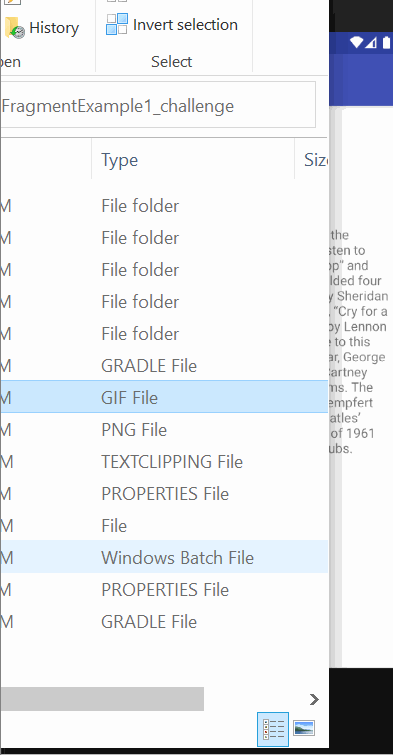 History
Invert selection
pen
Select
FragmentExample1_challenge
Type
Size
M
File folder
M
File folder
M
File folder
M
File folder
M
File folder
M
GRADLE File
M
GIF File
M
PNG File
M
TEXTCLIPPING File
M
PROPERTIES File
M
File
M
Windows Batch File
M
PROPERTIES File
M
GRADLE File
the
sten to
op" and
lded four
y Sheridan
, "Cry for a
by Lennon
e to this
ar, George
Cartney
ms. The
empfert
atles'
of 1961
ubs.